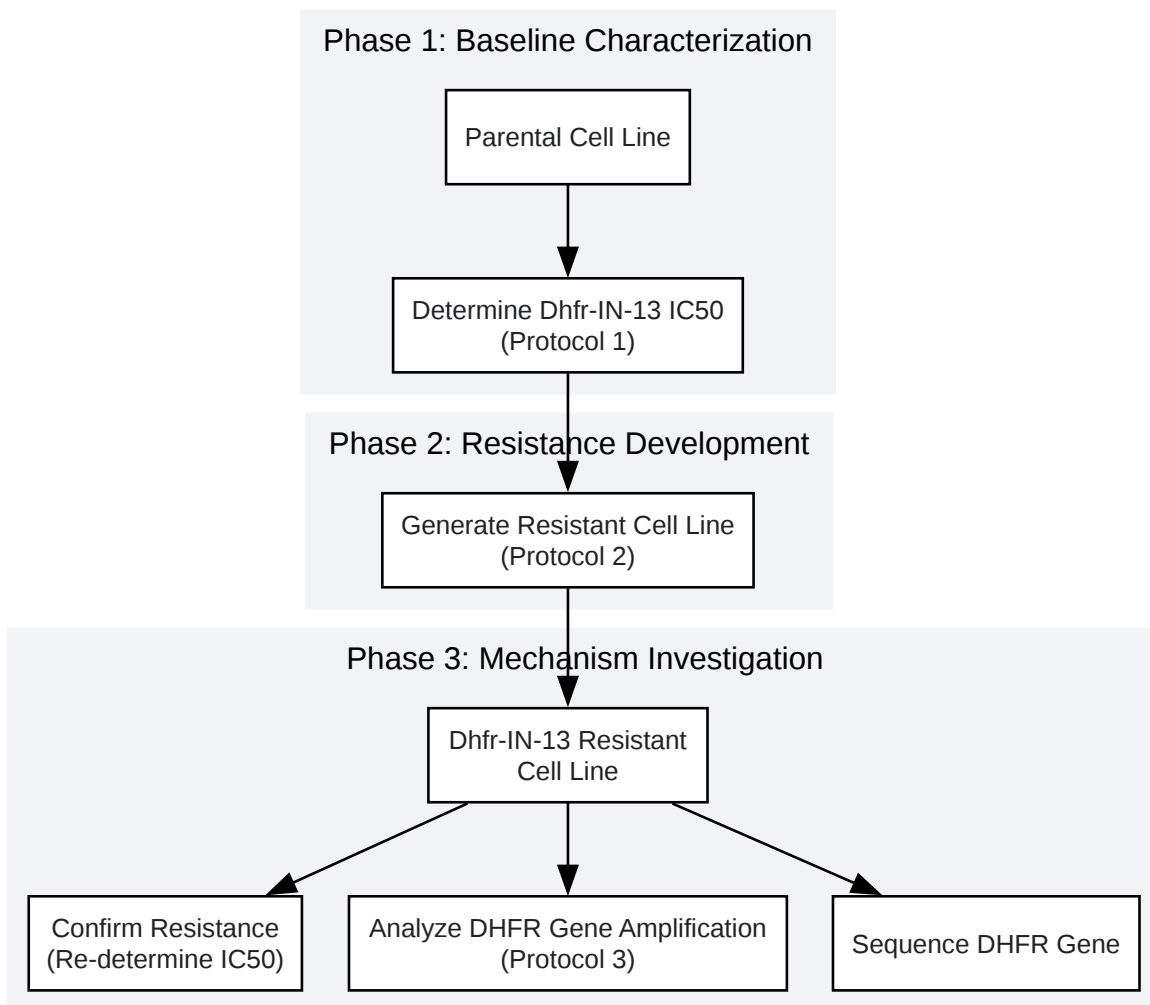 Phase 1: Baseline Characterization
Parental Cell Line
Determine Dhfr-IN-13 IC50
(Protocol 1)
Phase 2: Resistance Development
Generate Resistant Cell Line
(Protocol 2)
Phase 3: Mechanism Investigation
Dhfr-IN-13 Resistant
Cell Line
Confirm Resistance
(Re-determine IC50)
Analyze DHFR Gene Amplification
(Protocol 3)
Sequence DHFR Gene